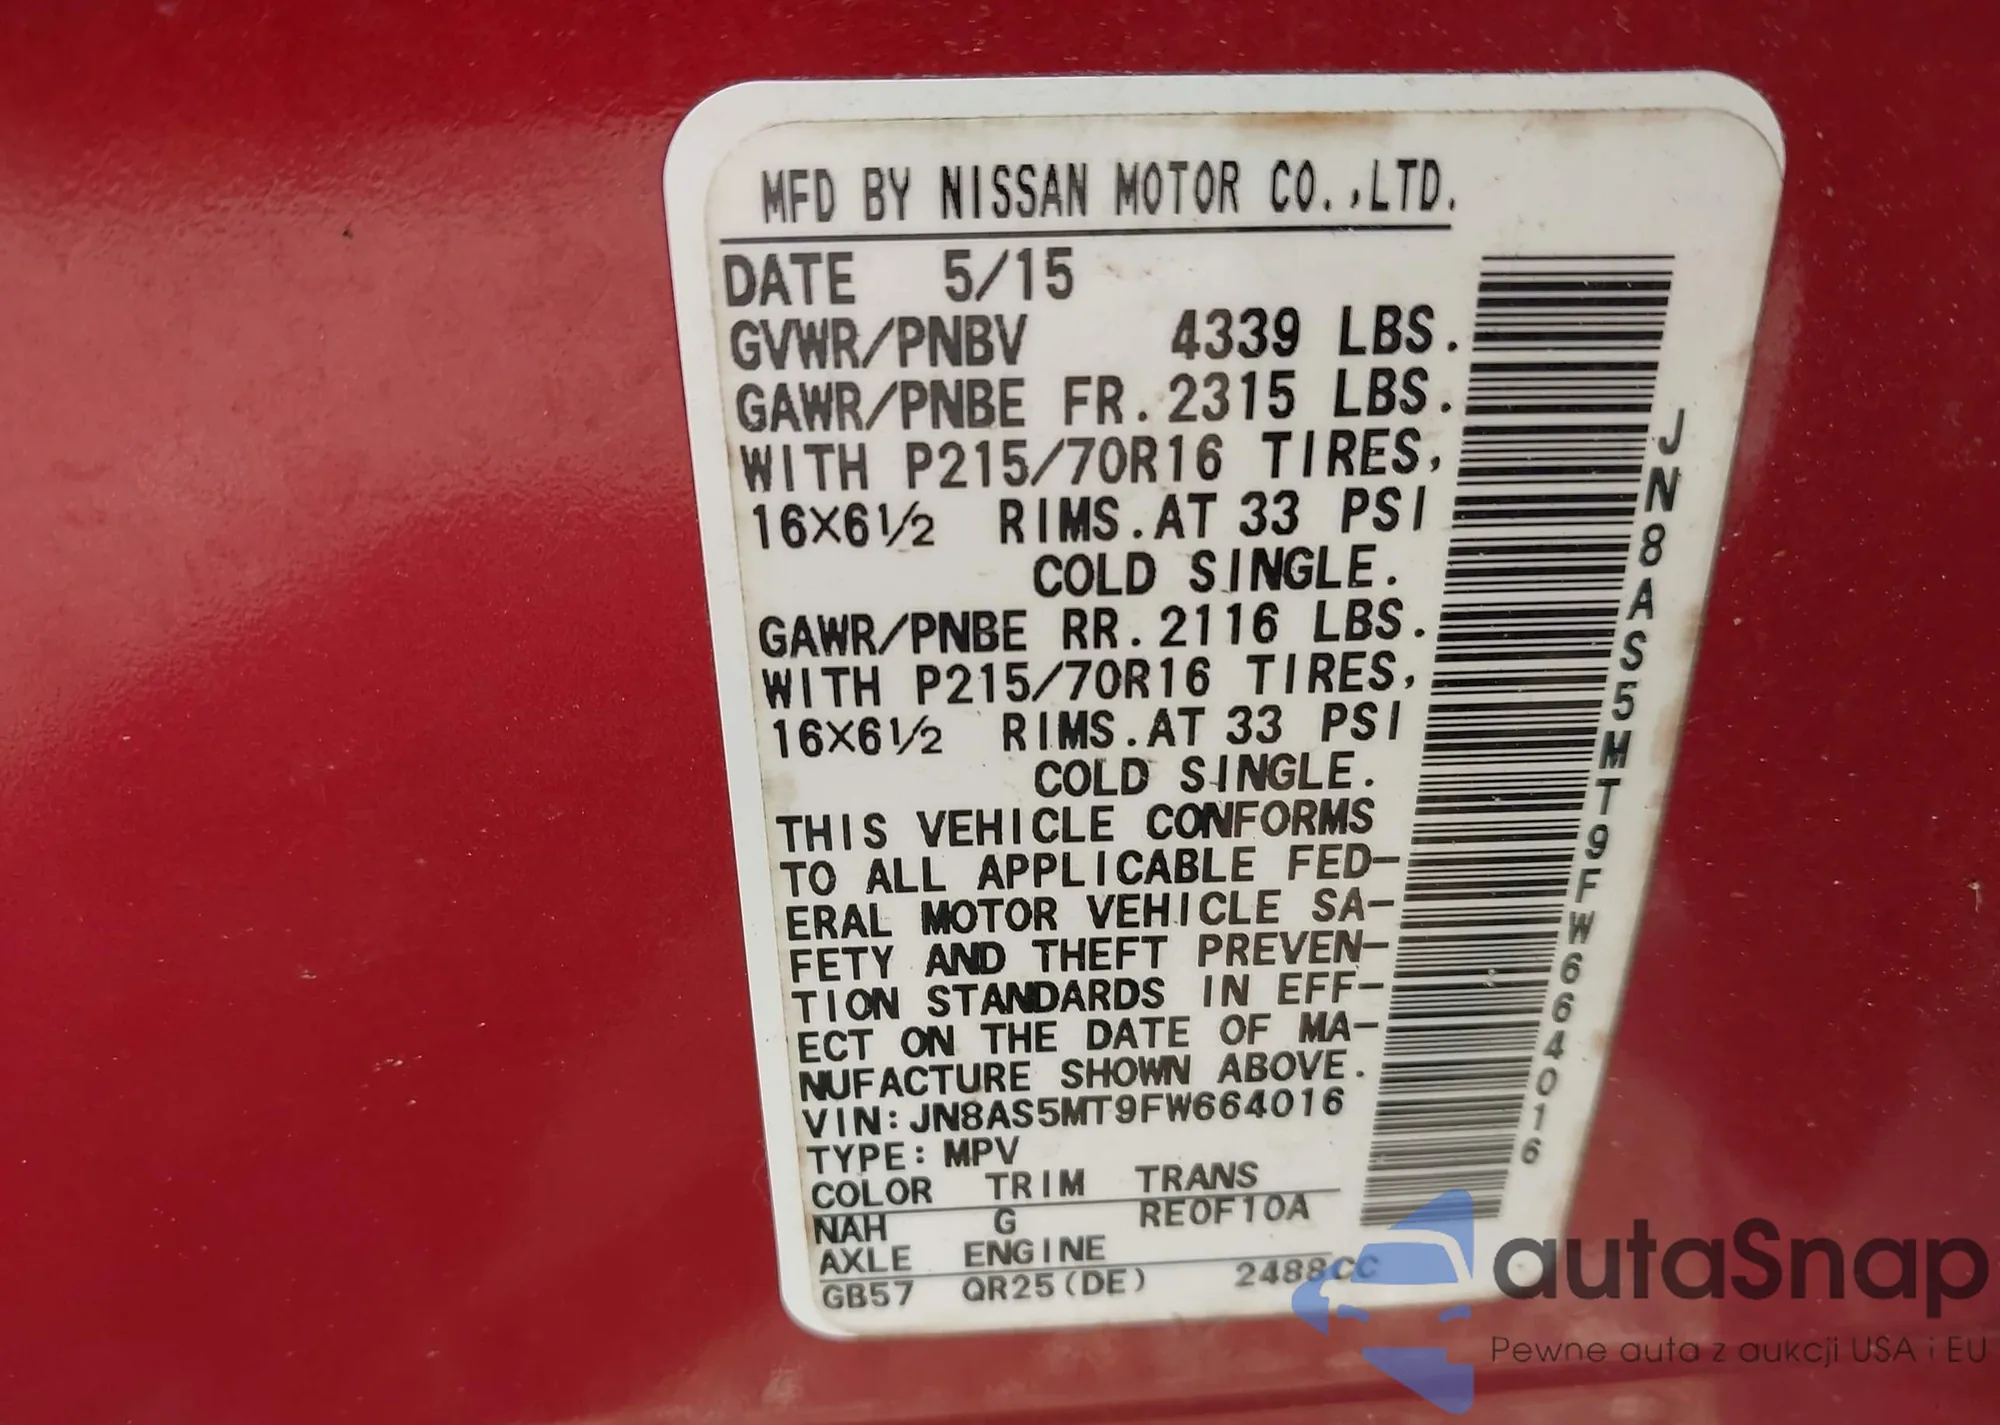 MFD BY NISSAN MOTOR CO.,LTD.
DATE 5/15
GVWR/PNBV 4339 LBS.
GAWR/PNBE FR.2315 LBS.
WITH P215/70R16 TIRES,
16X6½ RIMS.AT 33 PSI
COLD SINGLE.
GAWR/PNBE RR.2116 LBS.
WITH P215/70R16 TIRES,
16X6½ RIMS.AT 33 PSI
COLD SINGLE.
THIS VEHICLE CONFORMS
TO ALL APPLICABLE FED-
ERAL MOTOR VEHICLE SA-
FETY AND THEFT PREVEN-
TION STANDARDS IN EFF-
ECT ON THE DATE OF MA-
NUFACTURE SHOWN ABOVE.
VIN:JN8AS5MT9FW664016
TYPE:MPV
COLOR TRIM TRANS
NAH G RE0F10A
AXLE ENGINE
GB57 QR25(DE) 2488CC
JN8AS5MT9FW664016
autaSnap
Pewne auta z aukcji USA i EU